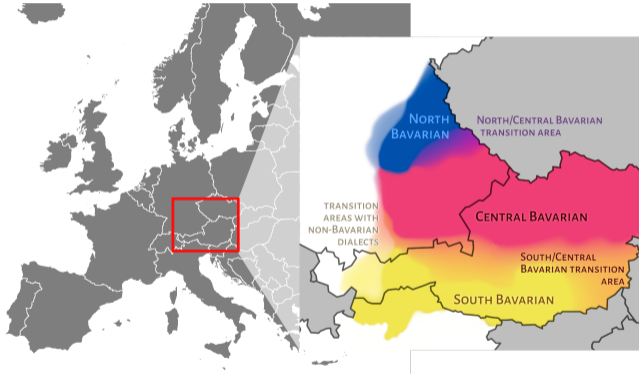 NORTH
BAVARIAN
NORTH/CENTRAL BAVARIAN
TRANSITION AREA
TRANSITION
AREAS WITH
NON-BAVARIAN
DIALECTS
CENTRAL BAVARIAN
SOUTH/CENTRAL
BAVARIAN TRANSITION
AREA
SOUTH BAVARIAN